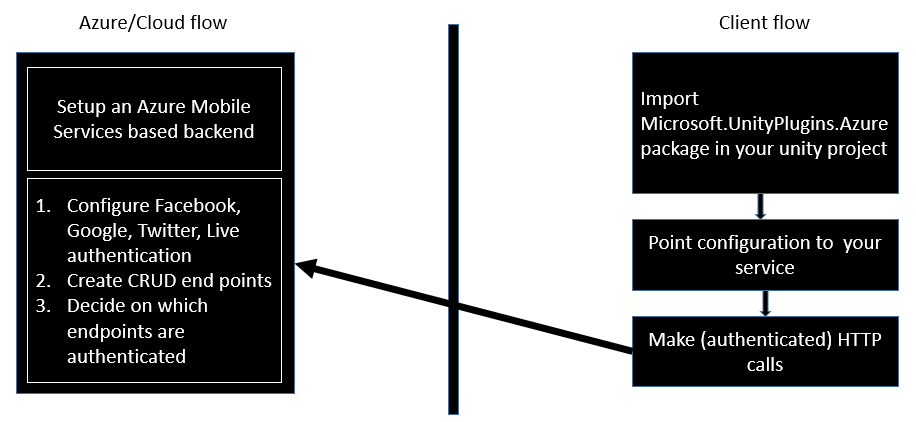 Azure/Cloud flow
Setup an Azure Mobile
Services based backend
1. Configure Facebook,
Google, Twitter, Live
authentication
2. Create CRUD end points
3. Decide on which
endpoints are
authenticated
Client flow
Import
Microsoft.UnityPlugins.Azure
package in your unity project
Point configuration to your
service
Make (authenticated) HTTP
calls